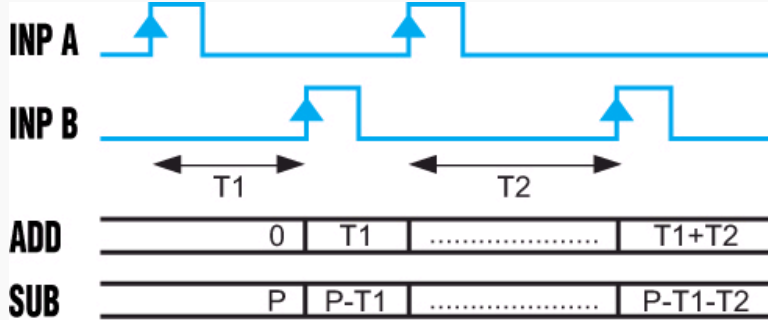 INP A
INP B
T1 T2
ADD 0 T1 ..................... T1+T2
SUB P P-T1 ..................... P-T1-T2